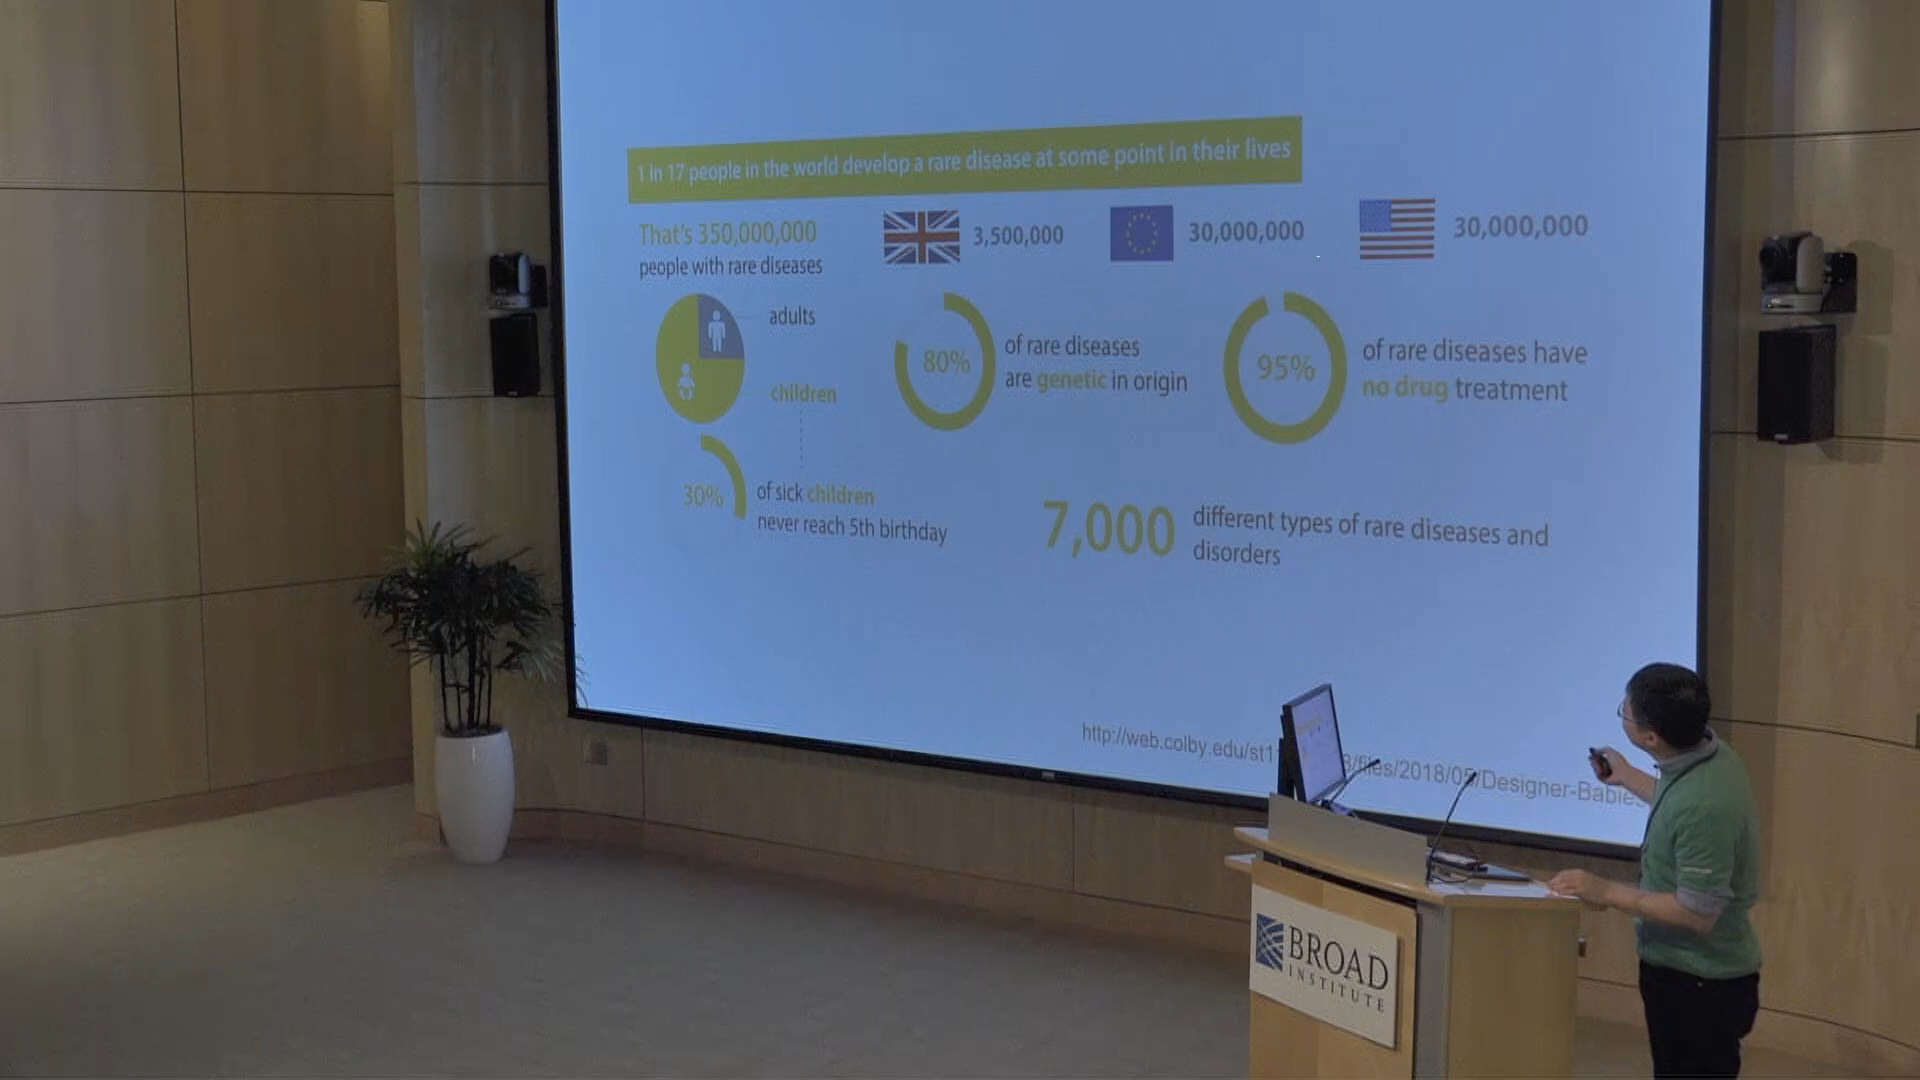 1 in 17 people in the world develop a rare disease at some point in their lives
That's 350,000,000
people with rare diseases
3,500,000
30,000,000
30,000,000
adults
children
80%
of rare diseases
are genetic in origin
95%
of rare diseases have
no drug treatment
30%
of sick children
never reach 5th birthday
7,000
different types of rare diseases and
disorders
http://web.colby.edu/st1
/files/2018/05/Designer-Babies
BROAD
INSTITUTE